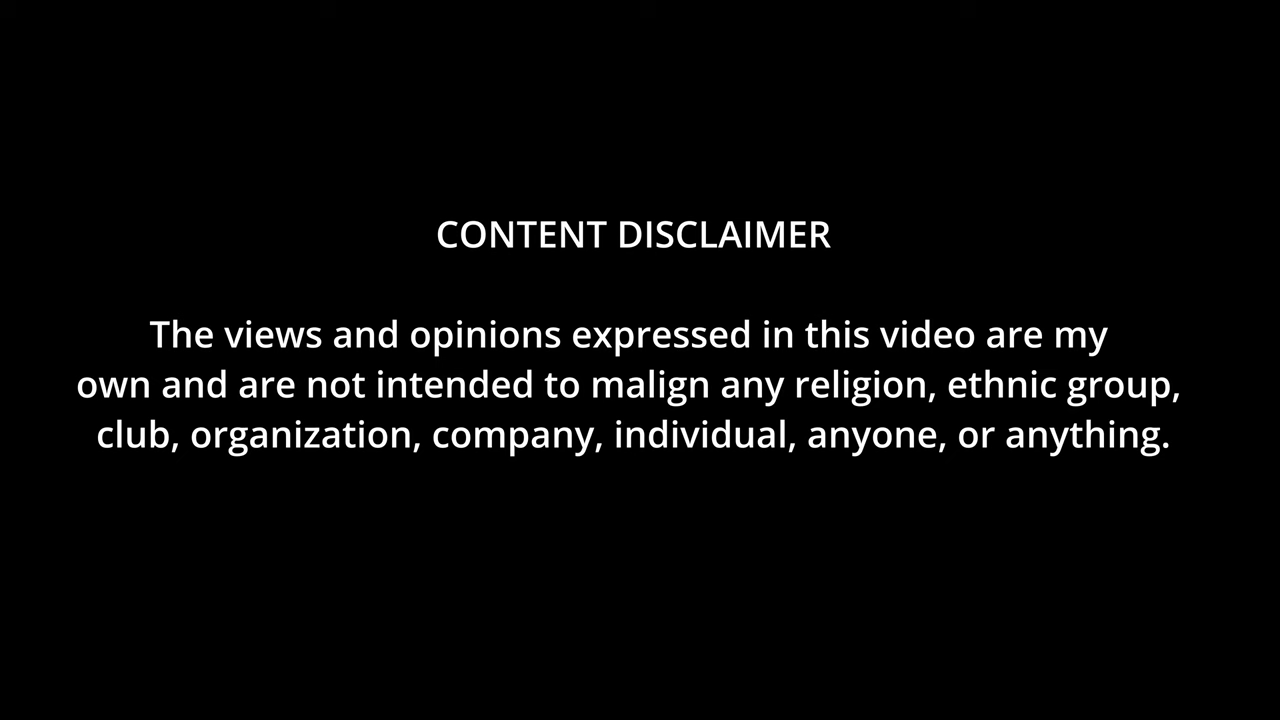 CONTENT DISCLAIMER
The views and opinions expressed in this video are my
own and are not intended to malign any religion, ethnic group,
club, organization, company, individual, anyone, or anything.